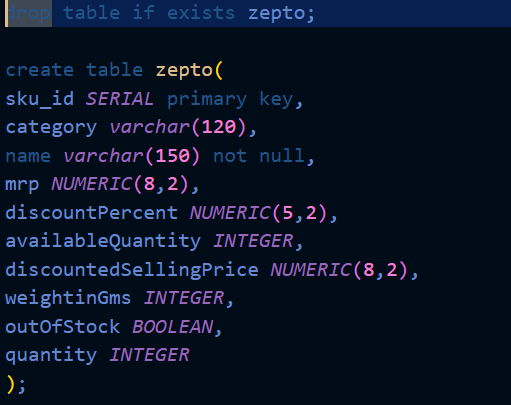 drop table if exists zepto;
create table zepto(
sku_id SERIAL primary key,
category varchar(120),
name varchar(150) not null,
mrp NUMERIC(8,2),
discountPercent NUMERIC(5,2),
availableQuantity INTEGER,
discountedSellingPrice NUMERIC(8,2),
weightinGms INTEGER,
outOfStock BOOLEAN,
quantity INTEGER
);